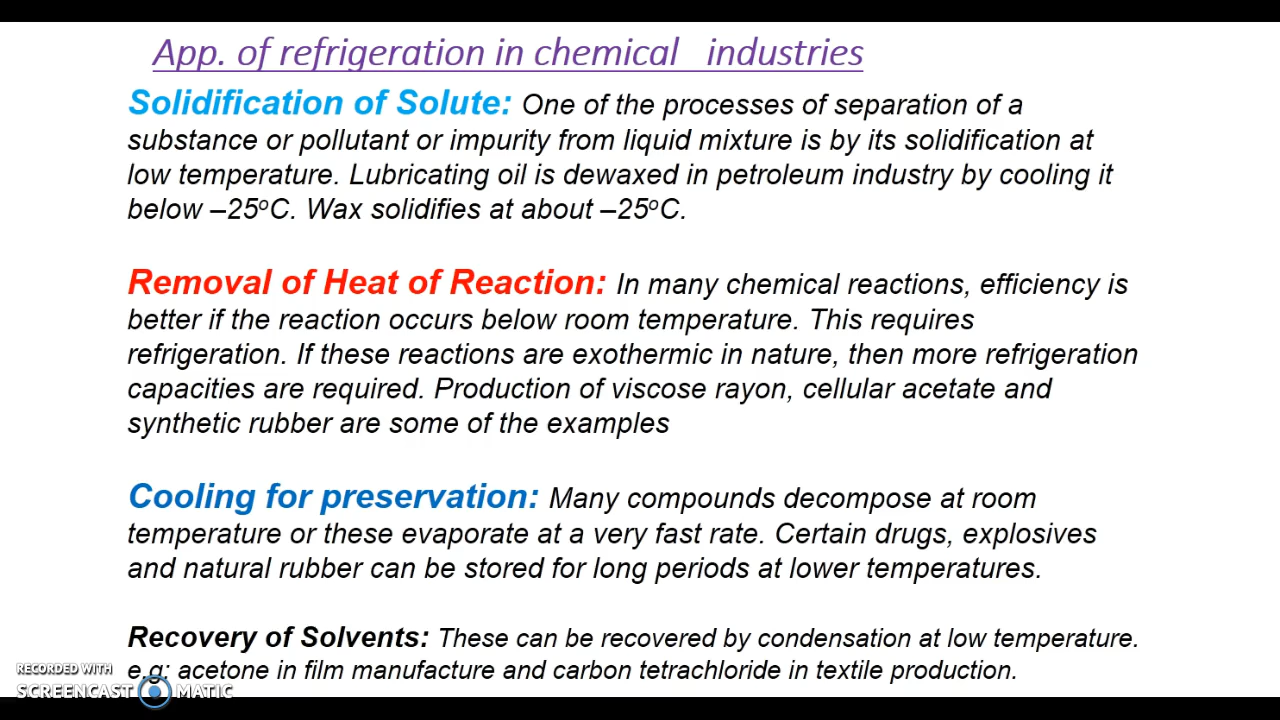 App. of refrigeration in chemical industries
Solidification of Solute: One of the processes of separation of a
substance or pollutant or impurity from liquid mixture is by its solidification at
low temperature. Lubricating oil is dewaxed in petroleum industry by cooling it
below –25ºC. Wax solidifies at about –25ºC.
Removal of Heat of Reaction: In many chemical reactions, efficiency is
better if the reaction occurs below room temperature. This requires
refrigeration. If these reactions are exothermic in nature, then more refrigeration
capacities are required. Production of viscose rayon, cellular acetate and
synthetic rubber are some of the examples
Cooling for preservation: Many compounds decompose at room
temperature or these evaporate at a very fast rate. Certain drugs, explosives
and natural rubber can be stored for long periods at lower temperatures.
Recovery of Solvents: These can be recovered by condensation at low temperature.
e.g: acetone in film manufacture and carbon tetrachloride in textile production.
RECORDED WITH
SCREENCAST MATIC